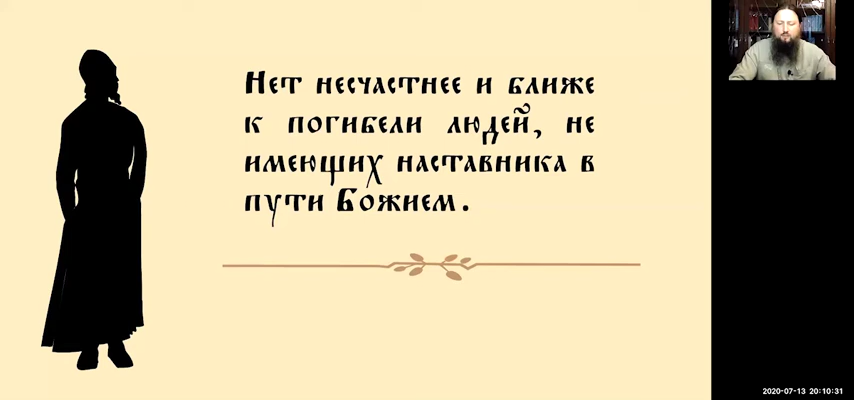 Нет несчастнее и ближе
к погибели людей, не
имеющих наставника в
пути Божием.
2020-07-13 20:10:31